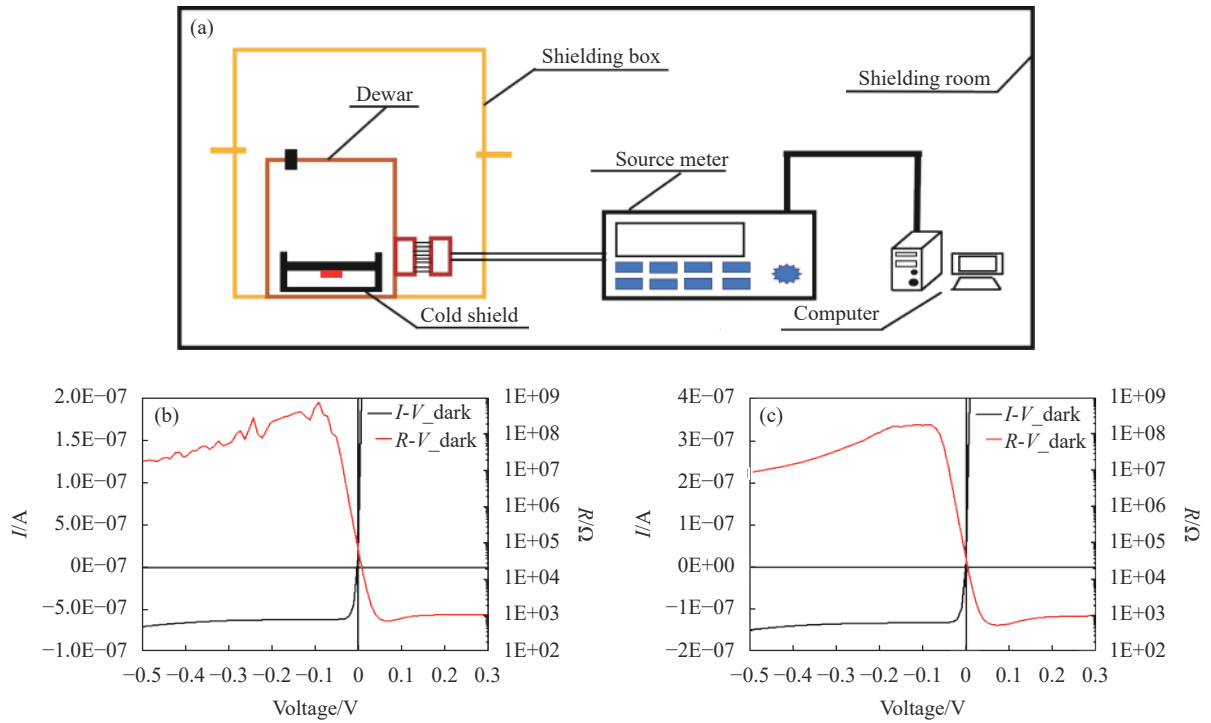 (a)
Shielding box
Shielding room
Dewar
Source meter
Cold shield
Computer
(b)
I-V_dark
R-V_dark
2.0E−07
1.5E−07
1.0E−07
5.0E−07
0E−07
−5.0E−07
−1.0E−07
I/A
1E+09
1E+08
1E+07
1E+06
1E+05
1E+04
1E+03
1E+02
R/Ω
−0.5 −0.4 −0.3 −0.2 −0.1 0 0.1 0.2 0.3
Voltage/V
(c)
I-V_dark
R-V_dark
4E−07
3E−07
2E−07
1E−07
0E+00
−1E−07
−2E−07
I/A
1E+09
1E+08
1E+07
1E+06
1E+05
1E+04
1E+03
1E+02
R/Ω
−0.5 −0.4 −0.3 −0.2 −0.1 0 0.1 0.2 0.3
Voltage/V